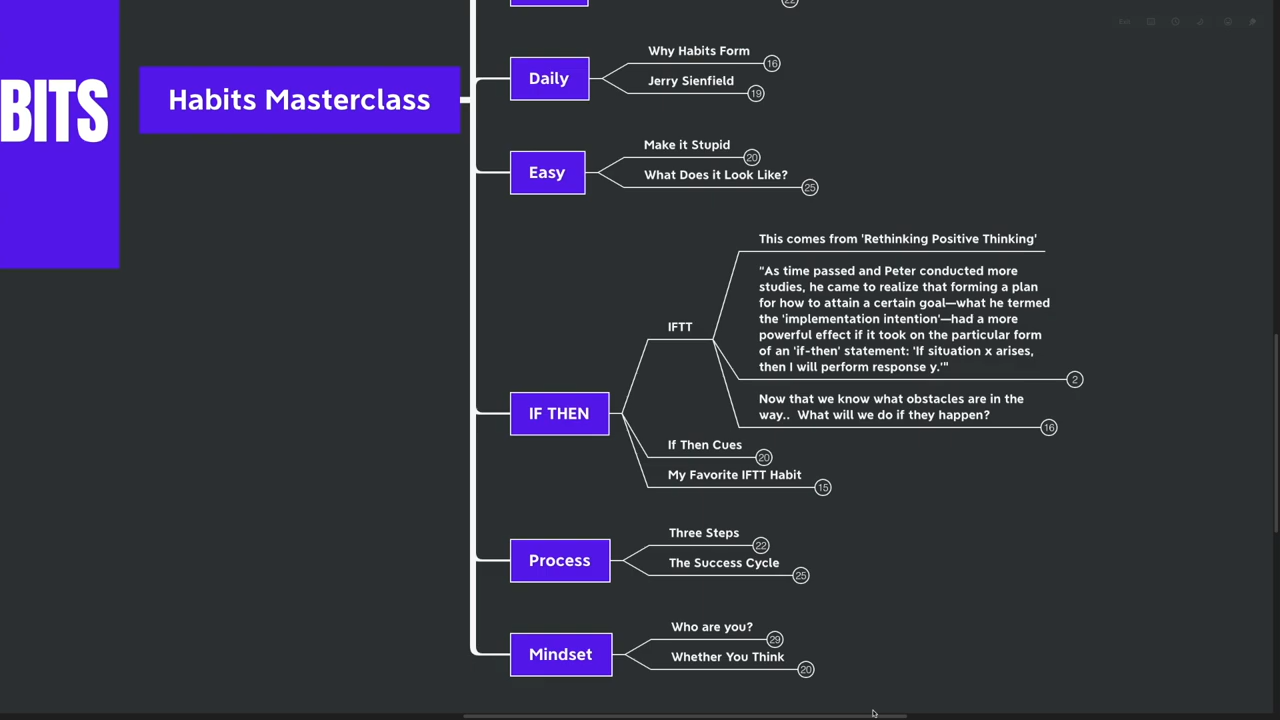 22
BITS
Habits Masterclass
Daily
Why Habits Form
16
Jerry Sienfield
19
Easy
Make it Stupid
20
What Does it Look Like?
25
IF THEN
IFTT
This comes from 'Rethinking Positive Thinking'
"As time passed and Peter conducted more
studies, he came to realize that forming a plan
for how to attain a certain goal—what he termed
the 'implementation intention'—had a more
powerful effect if it took on the particular form
of an 'if-then' statement: 'If situation x arises,
then I will perform response y.'"
2
Now that we know what obstacles are in the
way..  What will we do if they happen?
16
If Then Cues
20
My Favorite IFTT Habit
15
Process
Three Steps
22
The Success Cycle
25
Mindset
Who are you?
29
Whether You Think
20